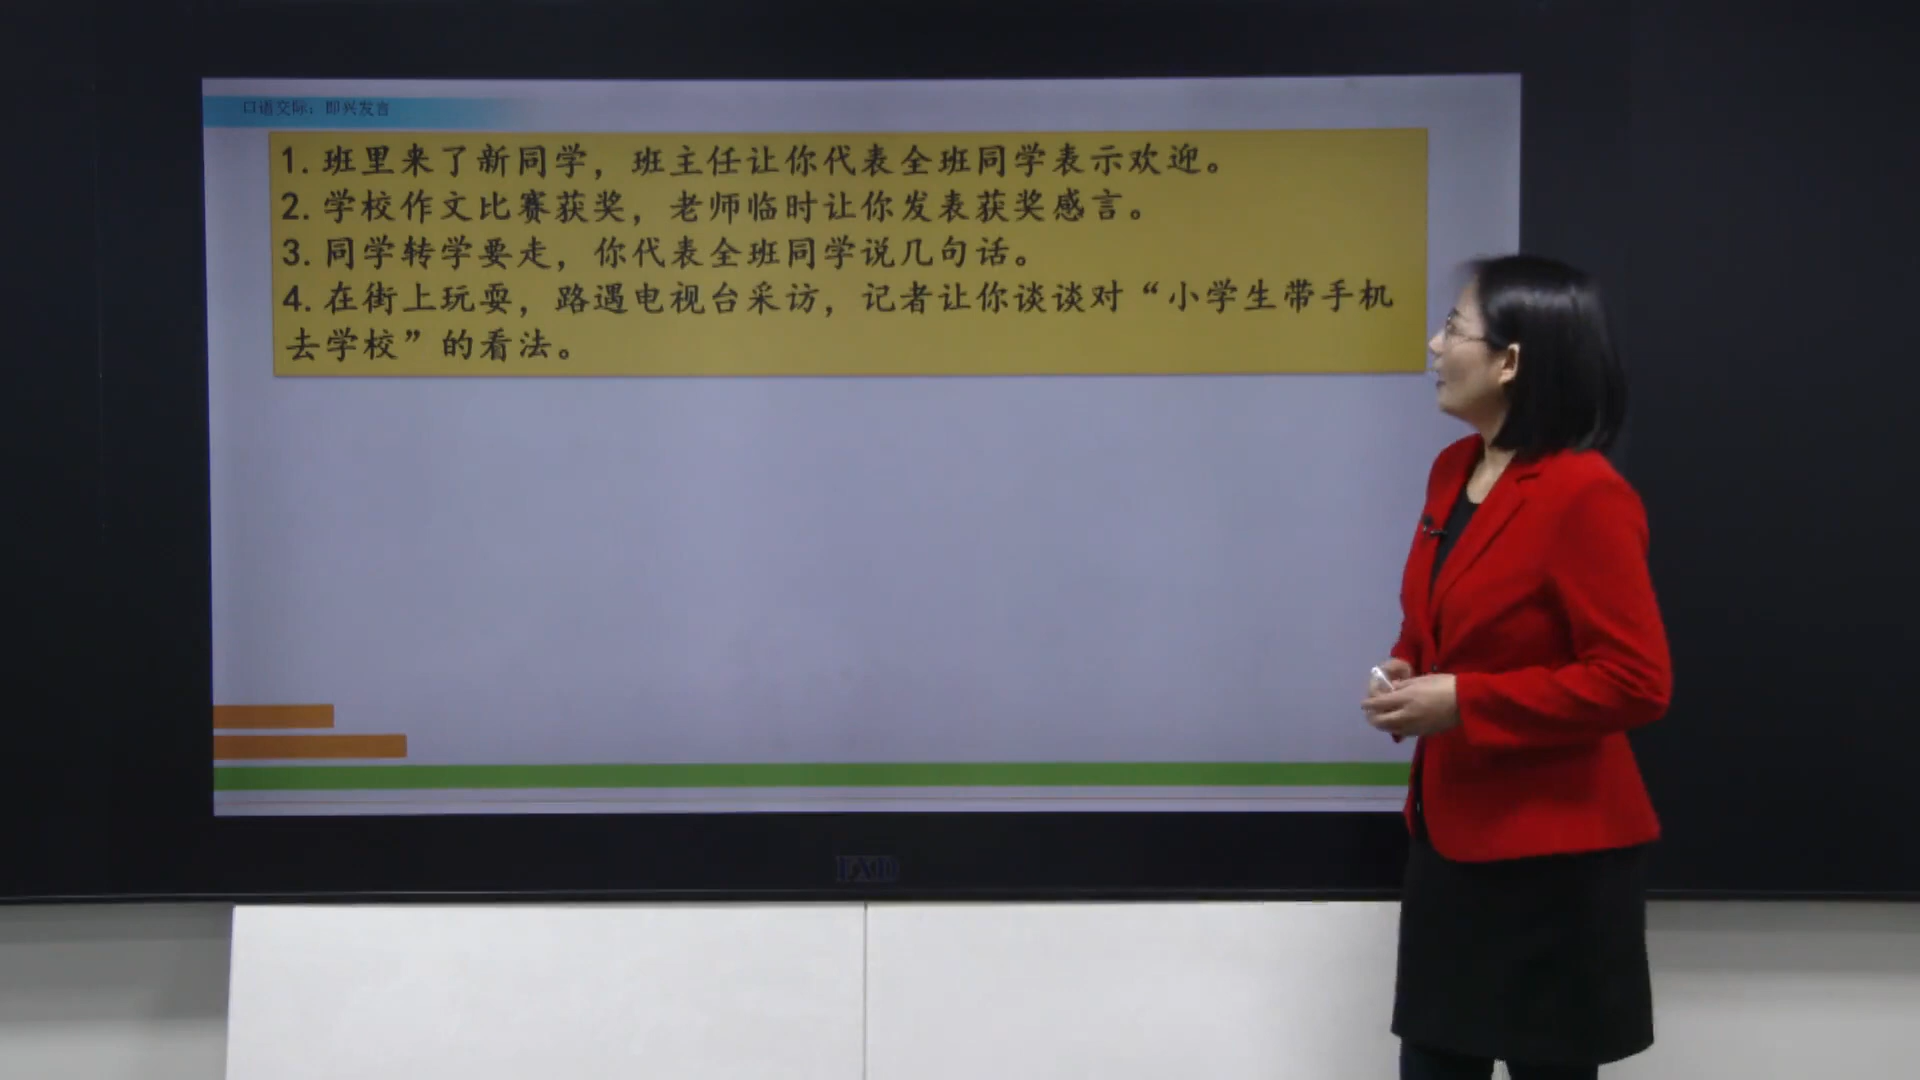 口语交际：即兴发言
1.班里来了新同学，班主任让你代表全班同学表示欢迎。
2.学校作文比赛获奖，老师临时让你发表获奖感言。
3.同学转学要走，你代表全班同学说几句话。
4.在街上玩耍，路遇电视台采访，记者让你谈谈对“小学生带手机
去学校”的看法。